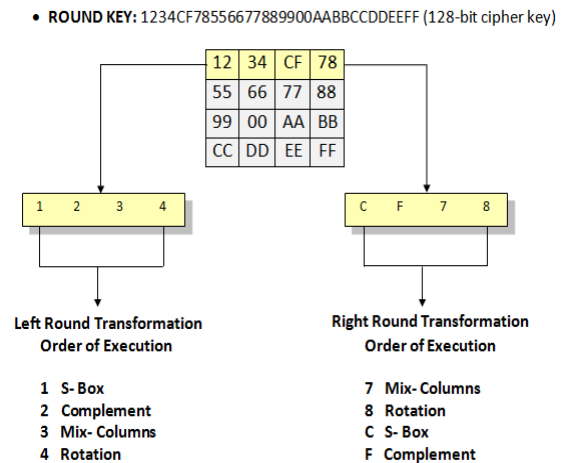 • ROUND KEY: 1234CF78556677889900AABBCCDDEEFF (128-bit cipher key)
12 34 CF 78
55 66 77 88
99 00 AA BB
CC DD EE FF
1 2 3 4
C F 7 8
Left Round Transformation
Order of Execution
1 S- Box
2 Complement
3 Mix- Columns
4 Rotation
Right Round Transformation
Order of Execution
7 Mix- Columns
8 Rotation
C S- Box
F Complement